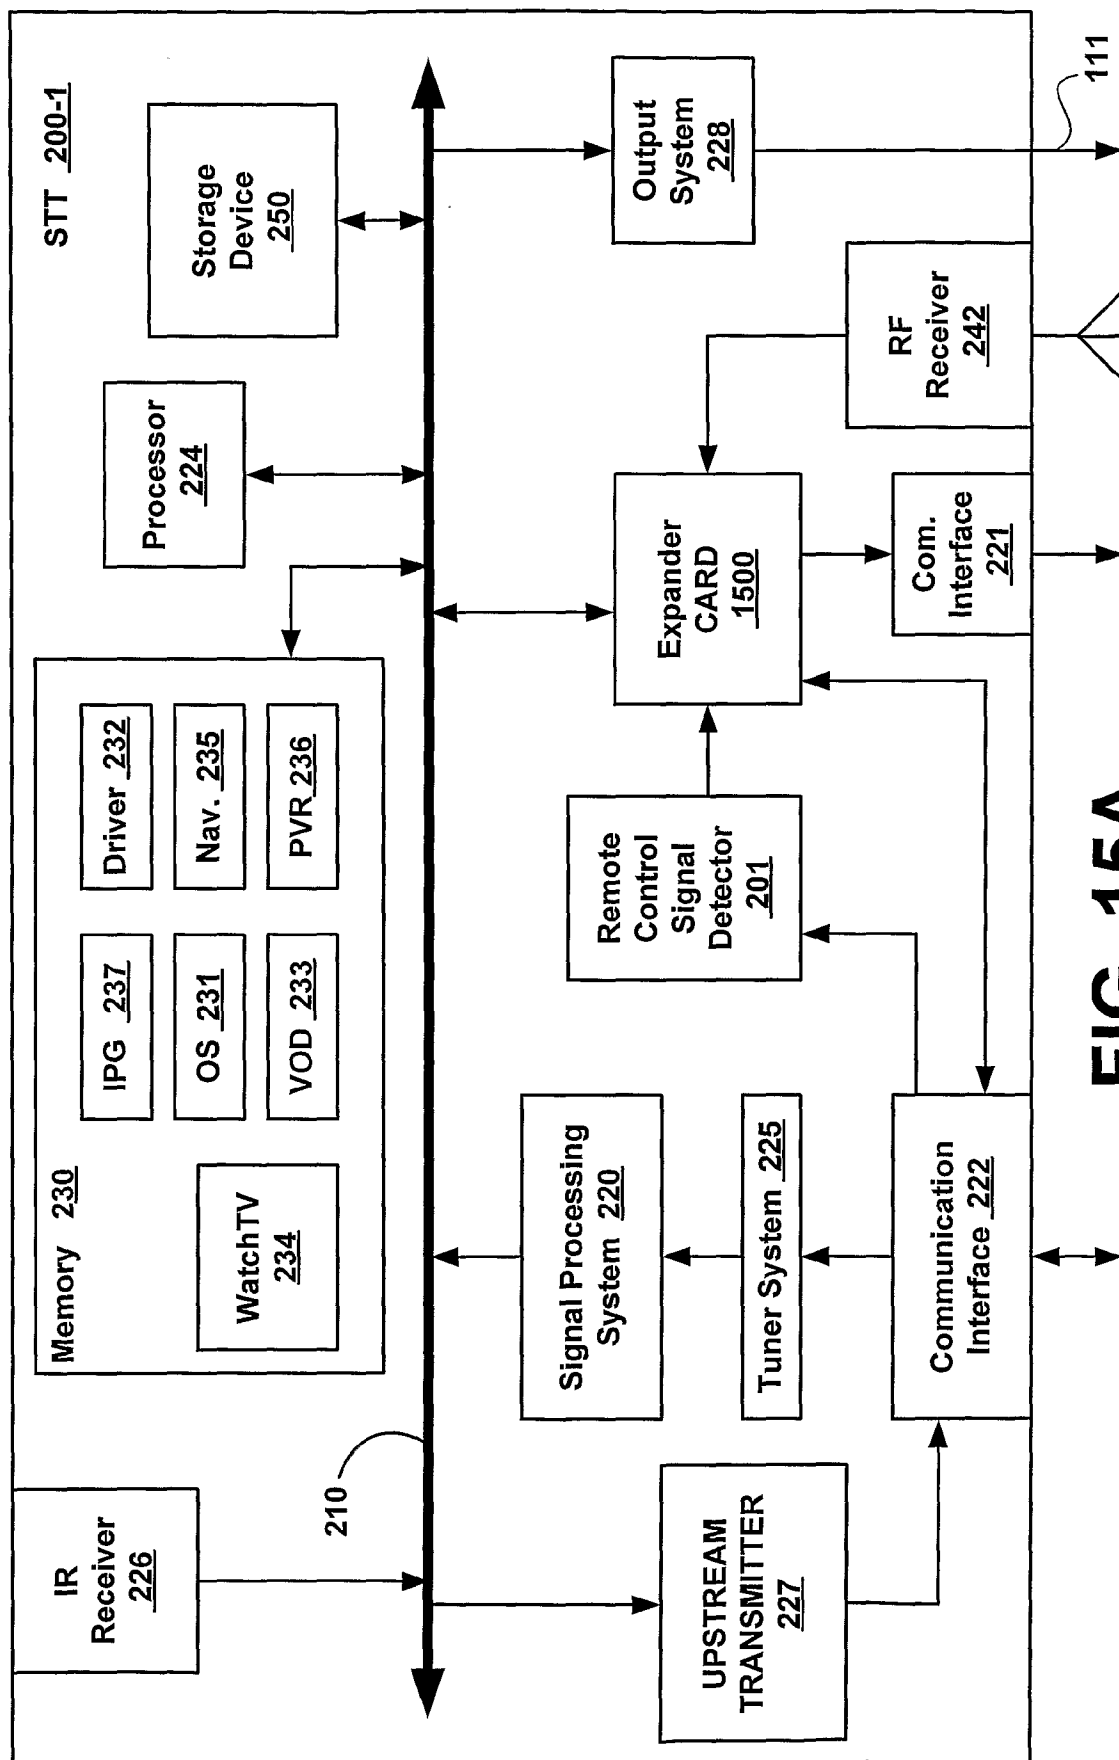 STT 200-1
IR
Receiver
226
Memory 230
WatchTV
234
IPG 237
Driver 232
OS 231
Nav. 235
VOD 233
PVR 236
Processor
224
Storage
Device
250
210
UPSTREAM
TRANSMITTER
227
Signal Processing
System 220
Tuner System 225
Communication
Interface 222
Remote
Control
Signal
Detector
201
Expander
CARD
1500
Com.
Interface
221
RF
Receiver
242
Output
System
228
111
FIG. 15A